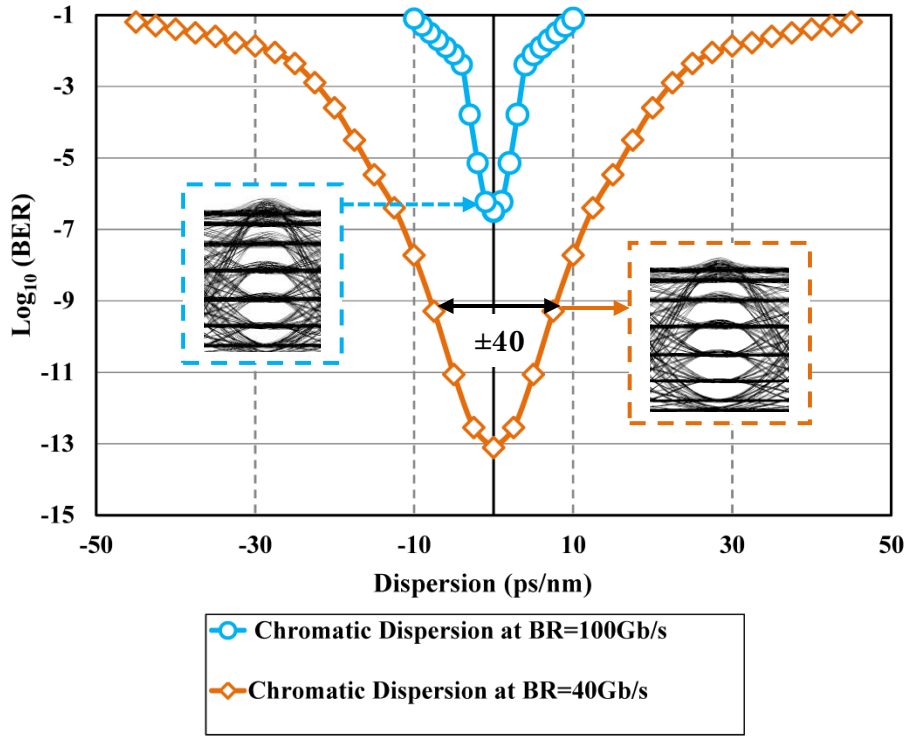 -1
-3
-5
-7
-9
-11
-13
-15
Log₁₀ (BER)
±40
-50 -30 -10 10 30 50
Dispersion (ps/nm)
Chromatic Dispersion at BR=100Gb/s
Chromatic Dispersion at BR=40Gb/s